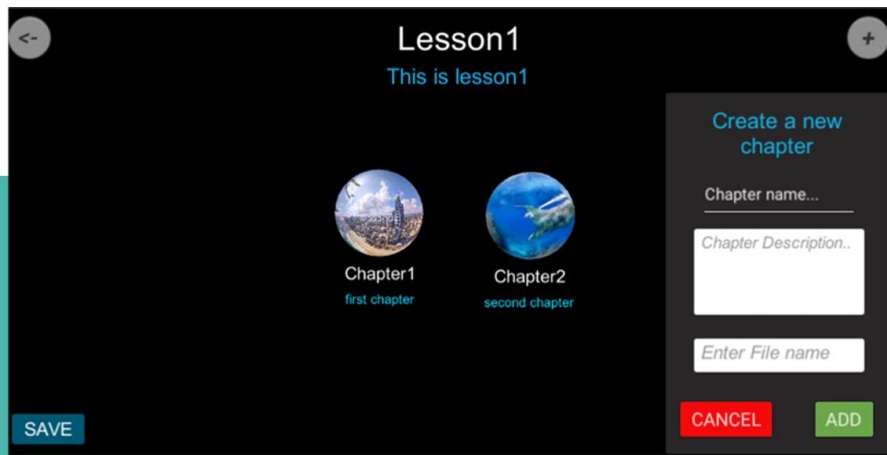 <-
Lesson1
+
This is lesson1
Create a new
chapter
Chapter name...
Chapter Description..
Chapter1
first chapter
Chapter2
second chapter
Enter File name
SAVE
CANCEL
ADD